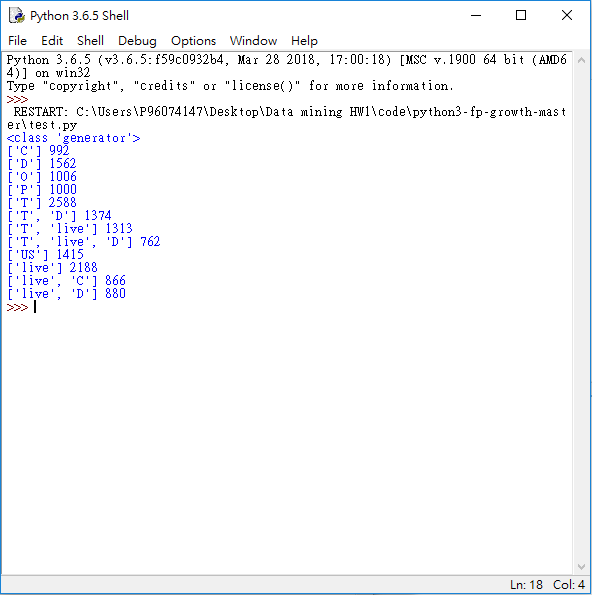 Python 3.6.5 Shell
File Edit Shell Debug Options Window Help
Python 3.6.5 (v3.6.5:f59c0932b4, Mar 28 2018, 17:00:18) [MSC v.1900 64 bit (AMD6
4)] on win32
Type "copyright", "credits" or "license()" for more information.
>>>
RESTART: C:\Users\P96074147\Desktop\Data mining HW1\code\python3-fp-growth-mast
er\test.py
<class 'generator'>
['C'] 992
['D'] 1562
['O'] 1006
['P'] 1000
['T'] 2588
['T', 'D'] 1374
['T', 'live'] 1313
['T', 'live', 'D'] 762
['US'] 1415
['live'] 2188
['live', 'C'] 866
['live', 'D'] 880
>>>
Ln: 18 Col: 4